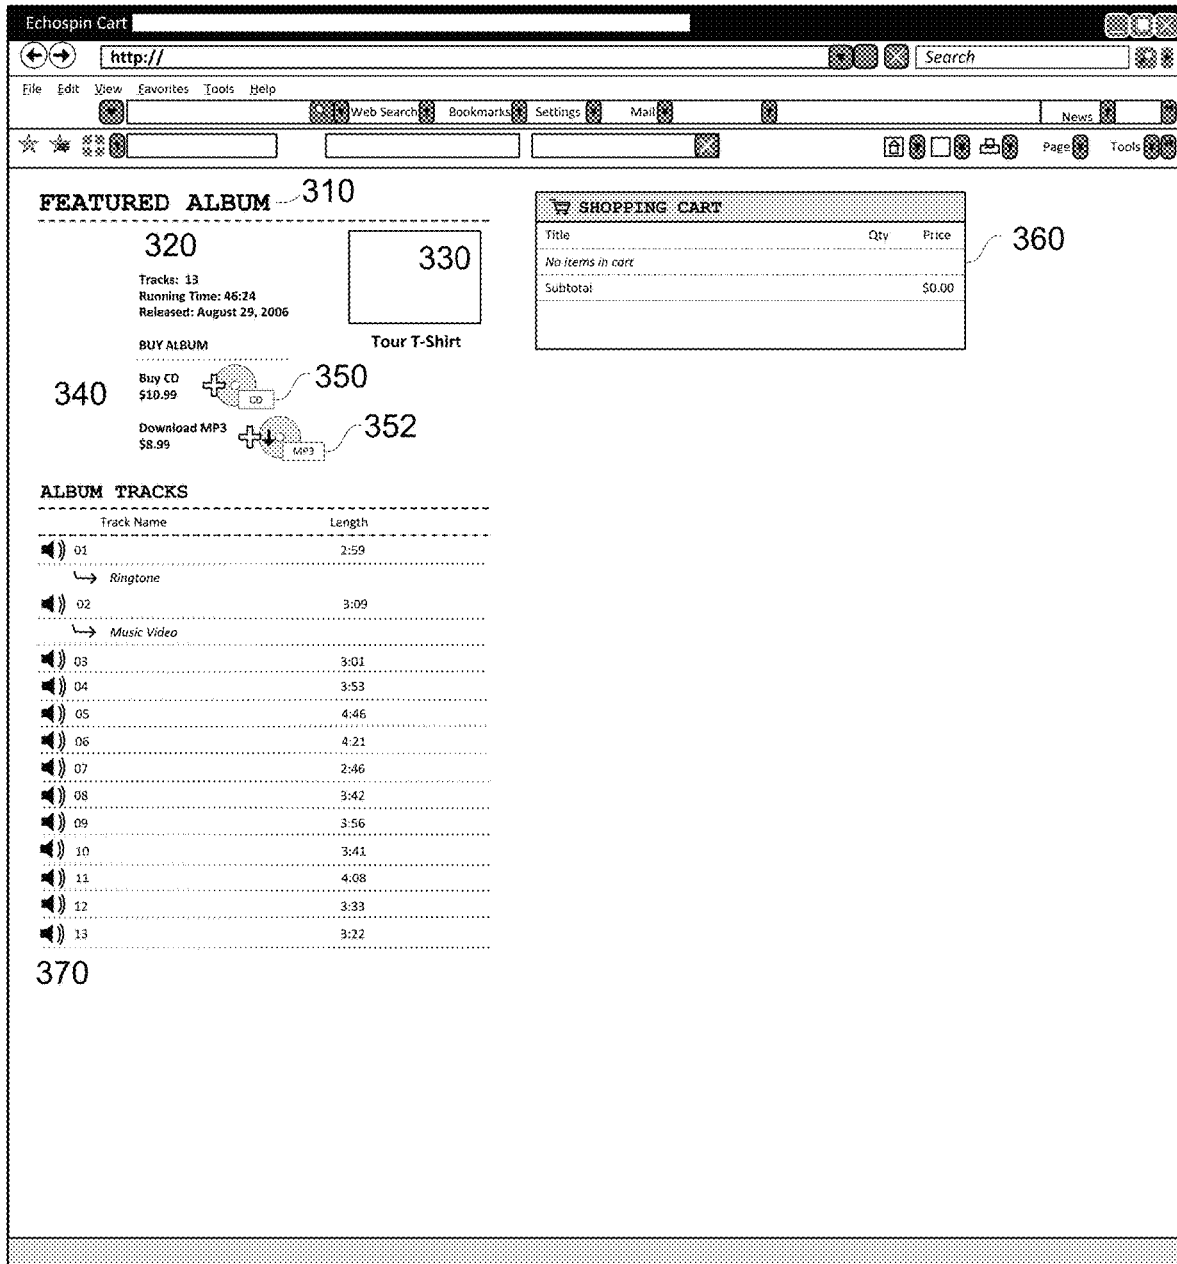 Echospin Cart
http://
Search
File Edit View Favorites Tools Help
Web Search Bookmarks Settings Mail News
Page Tools
FEATURED ALBUM 310
320
330
Tracks: 13
Running Time: 46:24
Released: August 29, 2006
Tour T-Shirt
BUY ALBUM
340
Buy CD
$10.99
CD
350
Download MP3
$8.99
MP3
352
SHOPPING CART
Title Qty Price
No items in cart
Subtotal $0.00
360
ALBUM TRACKS
Track Name Length
01 2:59
Ringtone
02 3:09
Music Video
03 3:01
04 3:53
05 4:46
06 4:21
07 2:46
08 3:42
09 3:56
10 3:41
11 4:08
12 3:33
13 3:22
370